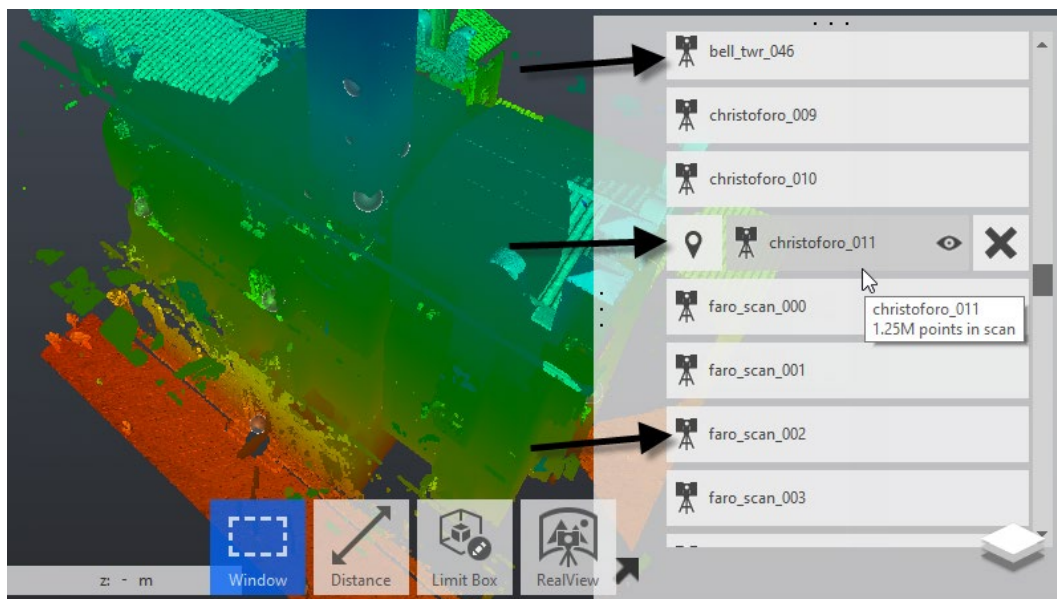 bell_twr_046
christoforo_009
christoforo_010
christoforo_011
faro_scan_000
christoforo_011
1.25M points in scan
faro_scan_001
faro_scan_002
faro_scan_003
z: - m
Window
Distance
Limit Box
RealView